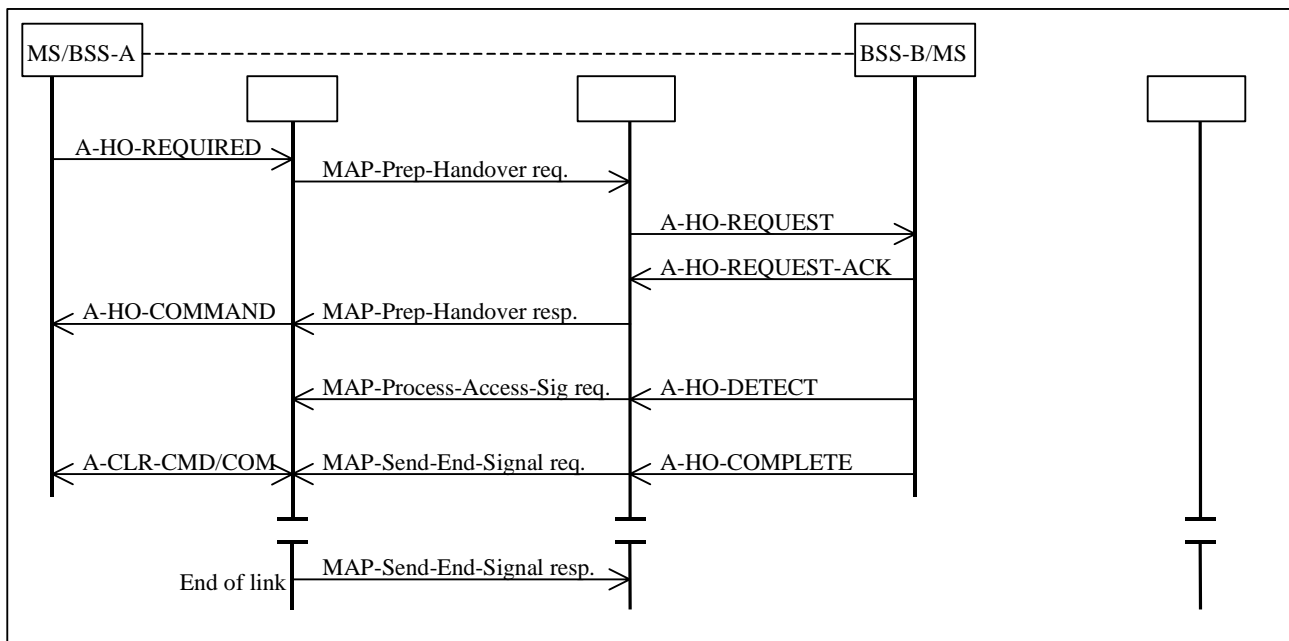 MS/BSS-A
BSS-B/MS
A-HO-REQUIRED
MAP-Prep-Handover req.
A-HO-REQUEST
A-HO-REQUEST-ACK
A-HO-COMMAND
MAP-Prep-Handover resp.
MAP-Process-Access-Sig req.
A-HO-DETECT
A-CLR-CMD/COM
MAP-Send-End-Signal req.
A-HO-COMPLETE
End of link
MAP-Send-End-Signal resp.